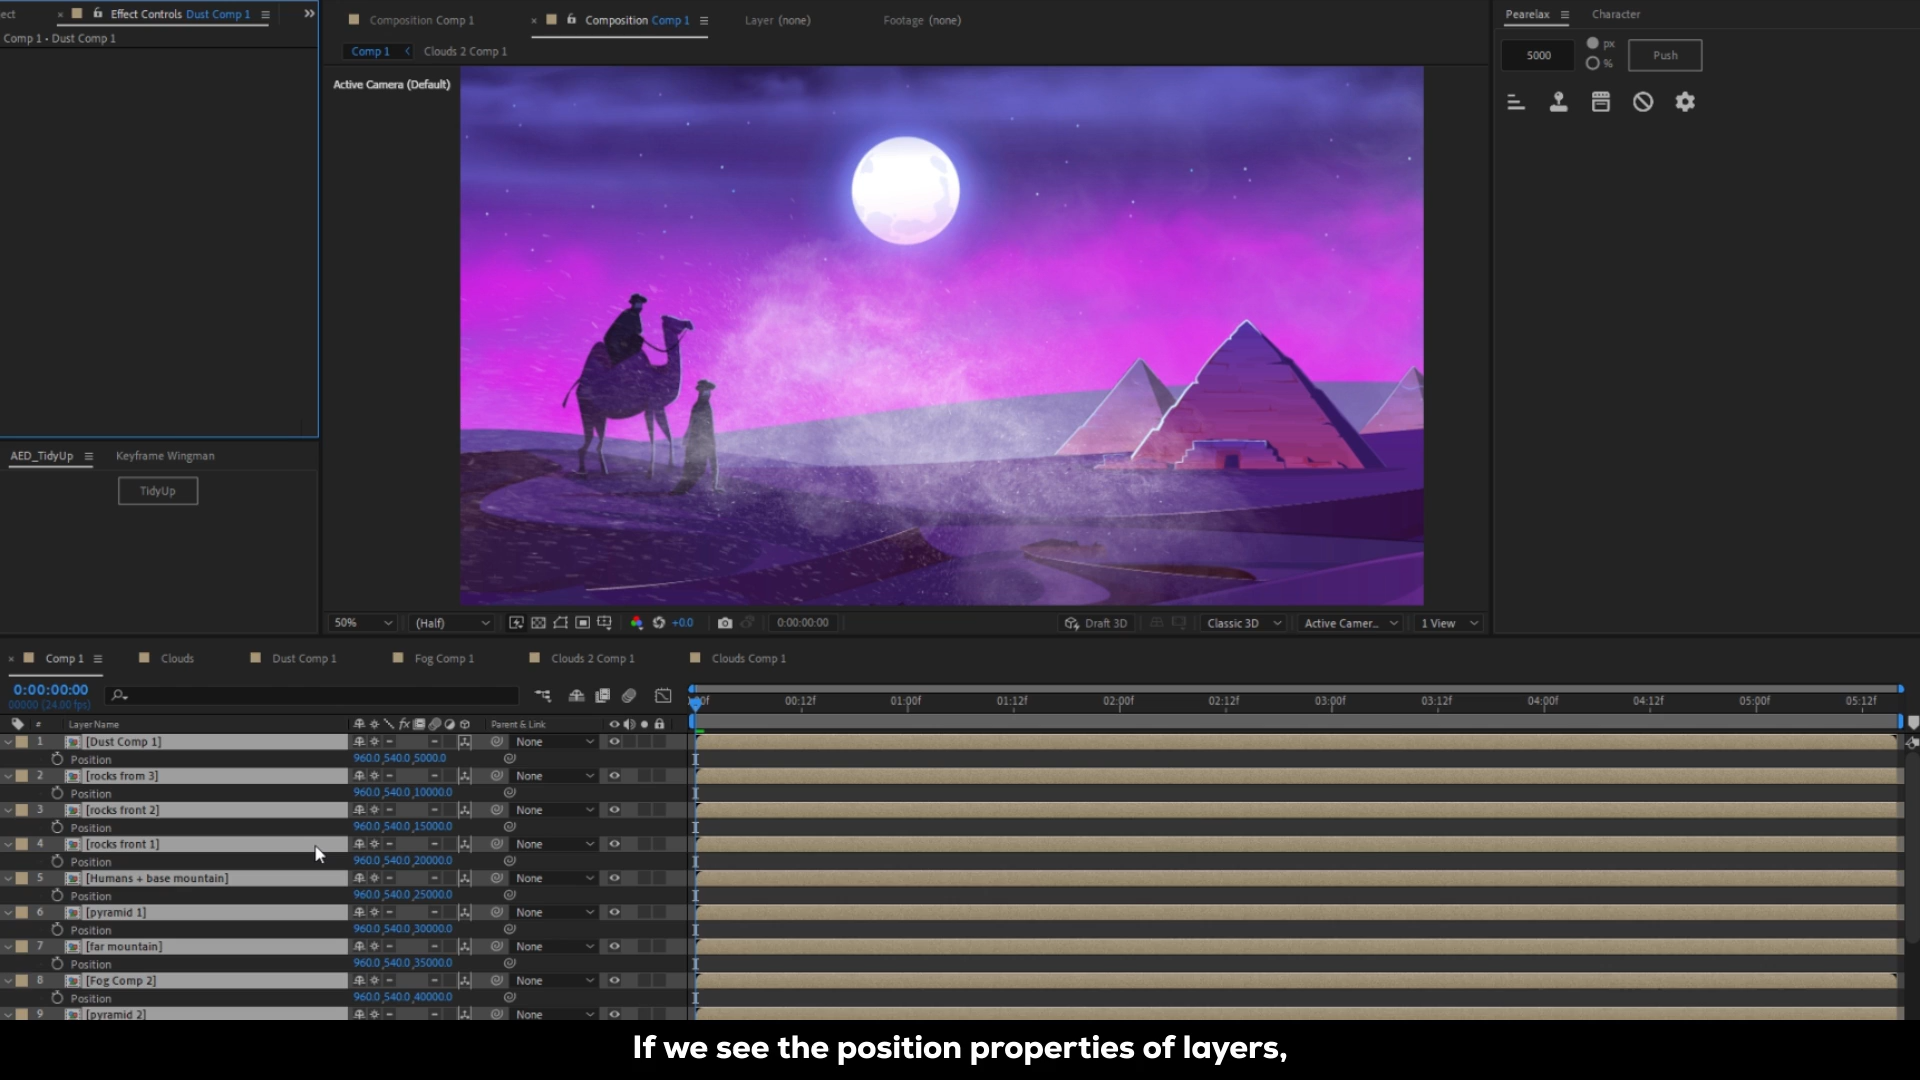 ect × Effect Controls Dust Comp 1 ≡ »
Comp 1 • Dust Comp 1
Composition Comp 1 × Composition Comp 1 ≡ Layer (none) Footage (none)
Comp 1 < Clouds 2 Comp 1
Active Camera (Default)
Pearelax ≡ Character
5000 px % Push
AED_TidyUp ≡ Keyframe Wingman
TidyUp
50% (Half) +0.0 0:00:00:00 Draft 3D Classic 3D Active Camer... 1 View
× Comp 1 ≡ Clouds Dust Comp 1 Fog Comp 1 Clouds 2 Comp 1 Clouds Comp 1
0:00:00:00
00000 (24.00 fps)
00f 00:12f 01:00f 01:12f 02:00f 02:12f 03:00f 03:12f 04:00f 04:12f 05:00f 05:12f
# Layer Name fx Parent & Link
1 [Dust Comp 1] None
Position 960.0,540.0,5000.0
2 [rocks from 3] None
Position 960.0,540.0,10000.0
3 [rocks front 2] None
Position 960.0,540.0,15000.0
4 [rocks front 1] None
Position 960.0,540.0,20000.0
5 [Humans + base mountain] None
Position 960.0,540.0,25000.0
6 [pyramid 1] None
Position 960.0,540.0,30000.0
7 [far mountain] None
Position 960.0,540.0,35000.0
8 [Fog Comp 2] None
Position 960.0,540.0,40000.0
9 [pyramid 2] None
If we see the position properties of layers,